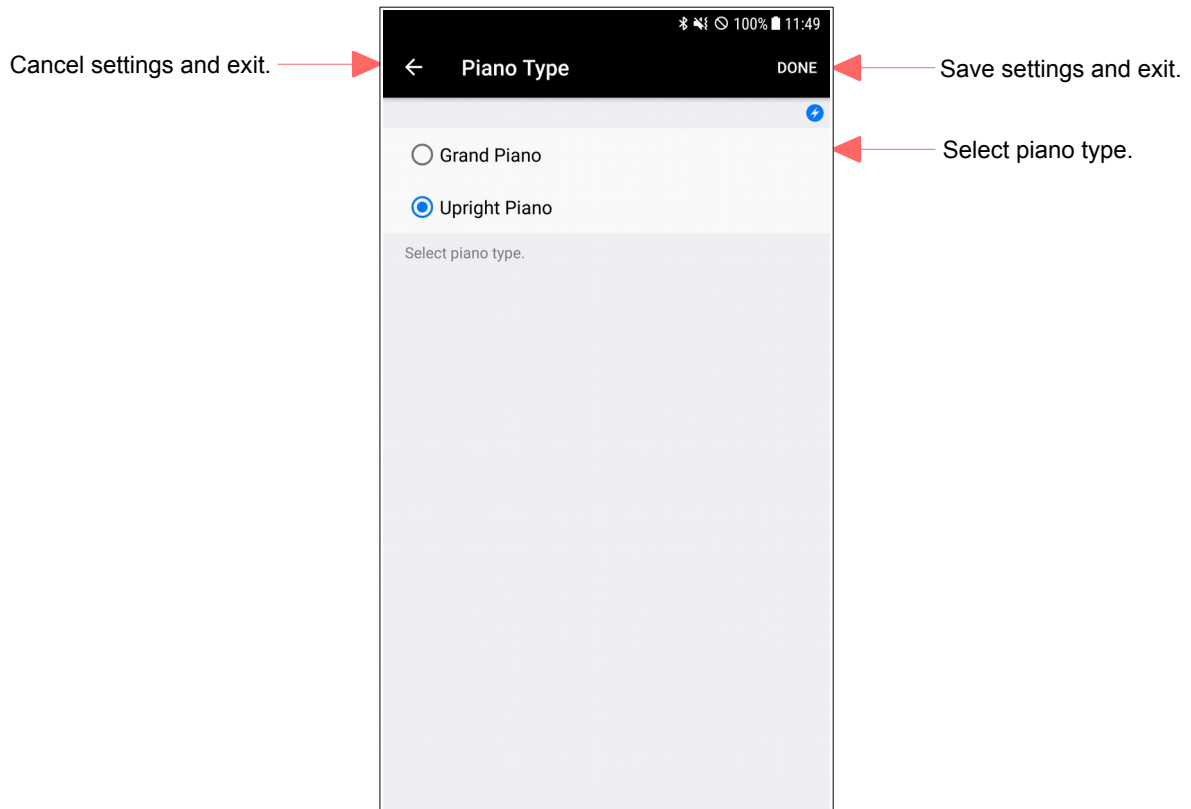 100% 11:49
Cancel settings and exit.
Piano Type
DONE
Save settings and exit.
Grand Piano
Select piano type.
Upright Piano
Select piano type.